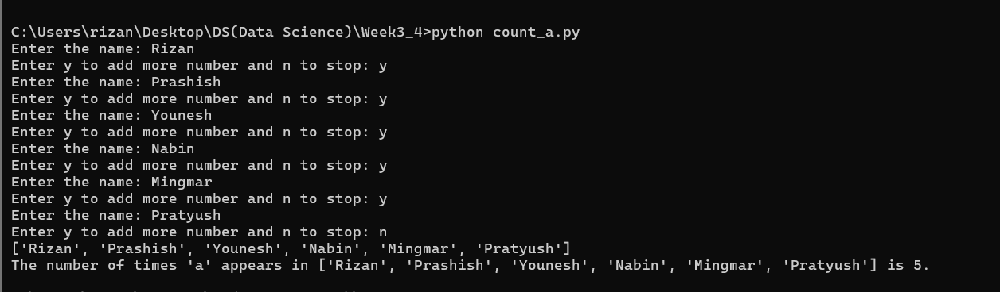 C:\Users\rizan\Desktop\DS(Data Science)\Week3_4>python count_a.py
Enter the name: Rizan
Enter y to add more number and n to stop: y
Enter the name: Prashish
Enter y to add more number and n to stop: y
Enter the name: Younesh
Enter y to add more number and n to stop: y
Enter the name: Nabin
Enter y to add more number and n to stop: y
Enter the name: Mingmar
Enter y to add more number and n to stop: y
Enter the name: Pratyush
Enter y to add more number and n to stop: n
['Rizan', 'Prashish', 'Younesh', 'Nabin', 'Mingmar', 'Pratyush']
The number of times 'a' appears in ['Rizan', 'Prashish', 'Younesh', 'Nabin', 'Mingmar', 'Pratyush'] is 5.